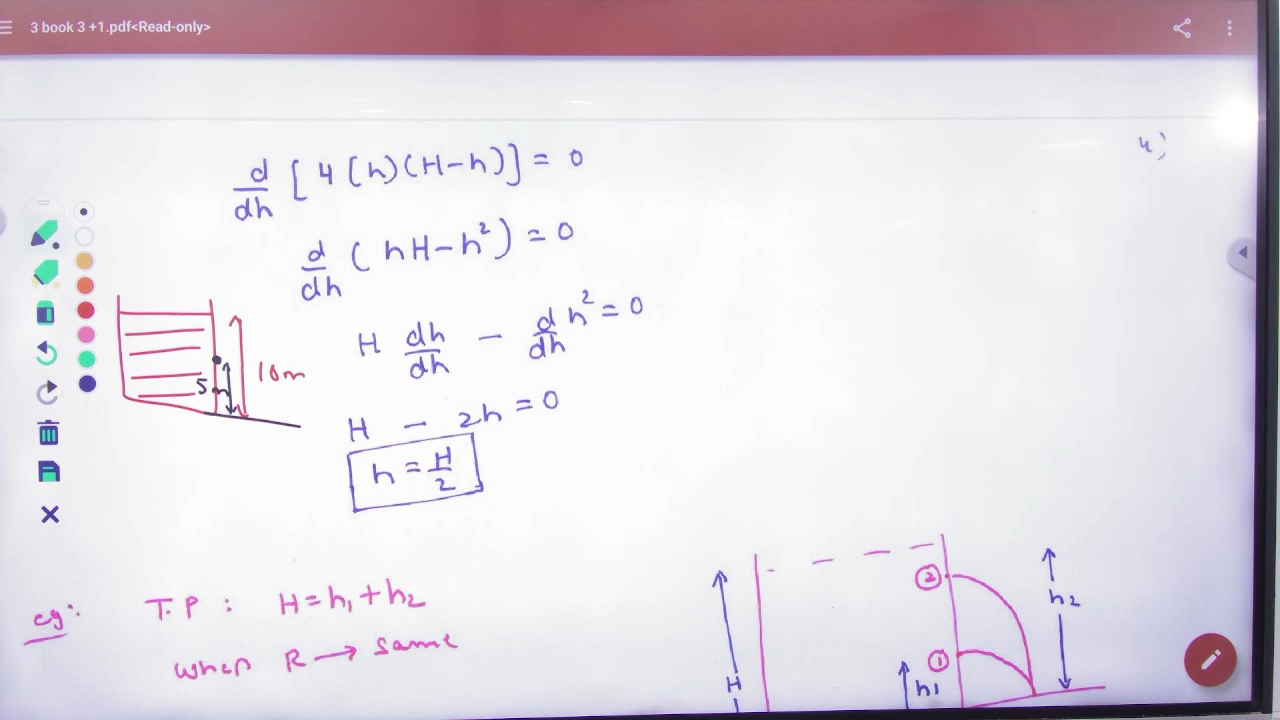 3 book 3 +1.pdf<Read-only>
4)
d/dh [4(h)(H-h)] = 0
d/dh (hH-h²) = 0
H dh/dh - d/dh h² = 0
H - 2h = 0
h = H/2
10m
5m
eg: T.P : H = h₁ + h₂
when R → same
②
h₂
①
h₁
H